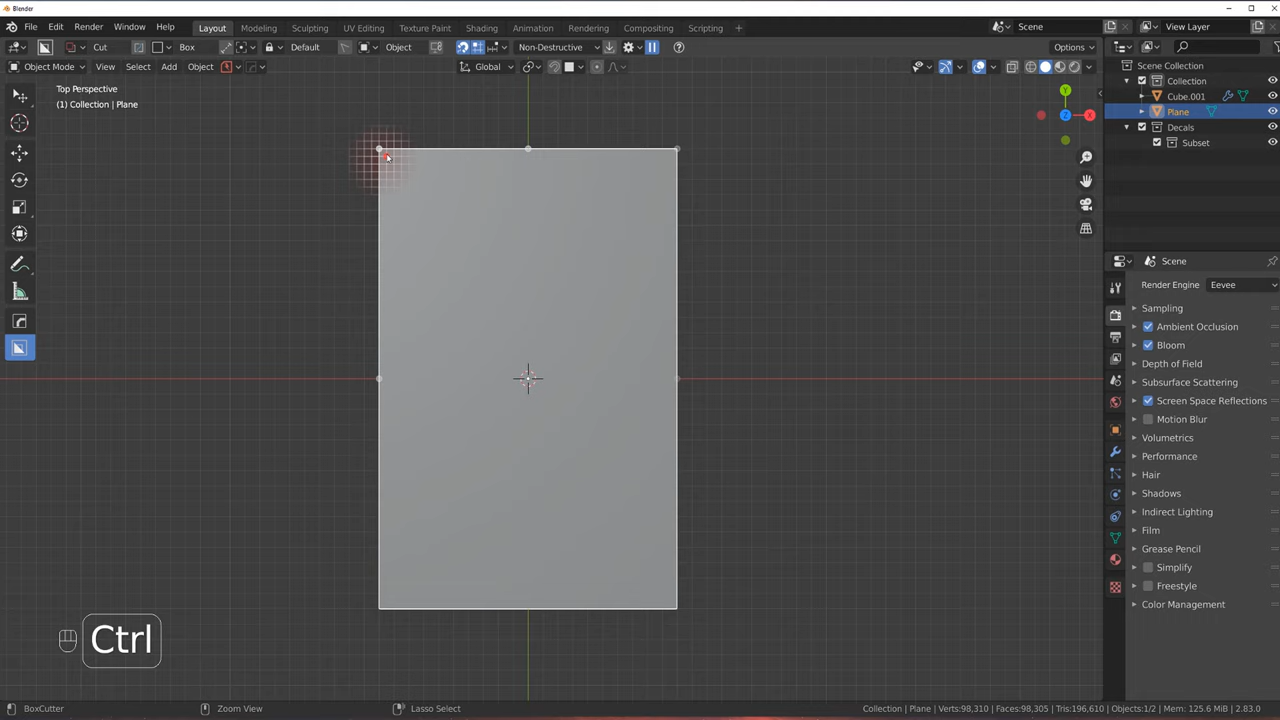 Blender
File Edit Render Window Help Layout Modeling Sculpting UV Editing Texture Paint Shading Animation Rendering Compositing Scripting Scene View Layer
Cut Box Default Object Non-Destructive Options
Object Mode View Select Add Object Global
Top Perspective
(1) Collection | Plane
Y
Z
X
Scene Collection
Collection
Cube.001
Plane
Decals
Subset
Scene
Render Engine Eevee
Sampling
Ambient Occlusion
Bloom
Depth of Field
Subsurface Scattering
Screen Space Reflections
Motion Blur
Volumetrics
Performance
Hair
Shadows
Indirect Lighting
Film
Grease Pencil
Simplify
Freestyle
Color Management
Ctrl
BoxCutter Zoom View Lasso Select Collection | Plane | Verts:98,310 | Faces:98,305 | Tris:196,610 | Objects:1/2 | Mem: 125.6 MiB | 2.83.0